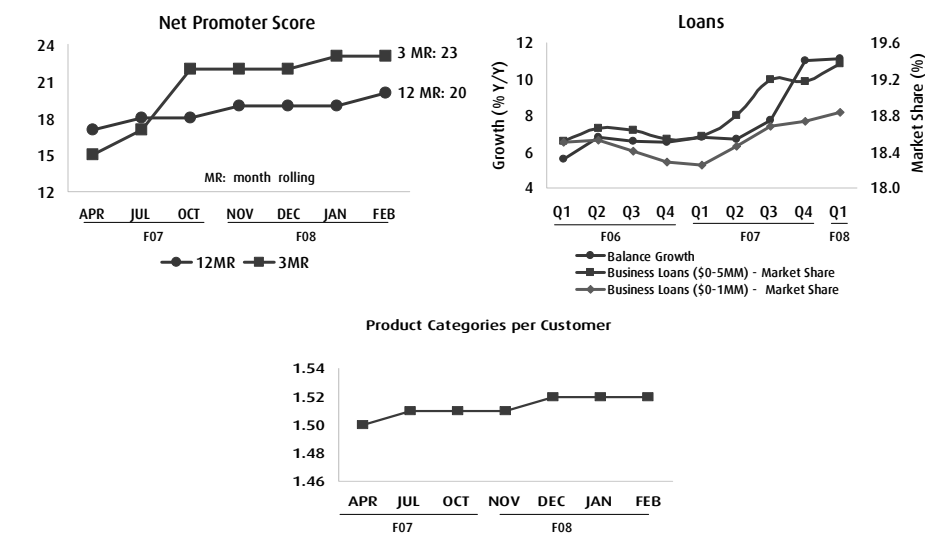 Net Promoter Score
24
21
18
15
12
3 MR: 23
12 MR: 20
MR: month rolling
APR JUL OCT NOV DEC JAN FEB
F07 F08
12MR 3MR
Loans
Growth (% Y/Y)
12
10
8
6
4
19.6
19.2
18.8
18.4
18.0
Market Share (%)
Q1 Q2 Q3 Q4 Q1 Q2 Q3 Q4 Q1
F06 F07 F08
Balance Growth
Business Loans ($0-5MM) - Market Share
Business Loans ($0-1MM) - Market Share
Product Categories per Customer
1.54
1.52
1.50
1.48
1.46
APR JUL OCT NOV DEC JAN FEB
F07 F08